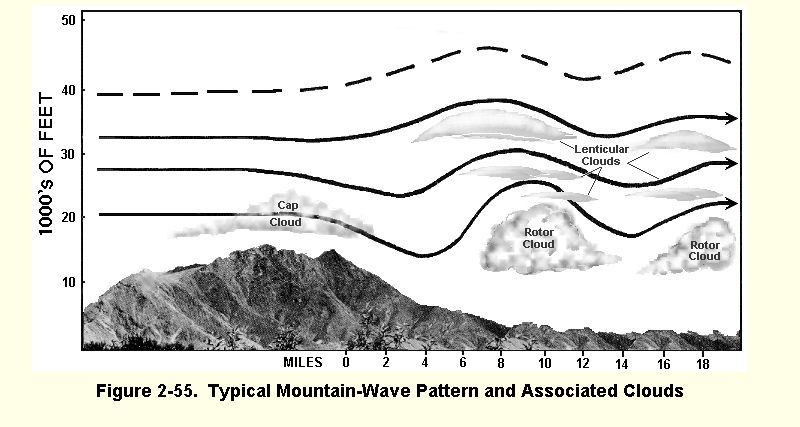 50
40
30
20
10
1000's OF FEET
Lenticular
Clouds
Cap
Cloud
Rotor
Cloud
Rotor
Cloud
MILES 0 2 4 6 8 10 12 14 16 18
Figure 2-55. Typical Mountain-Wave Pattern and Associated Clouds